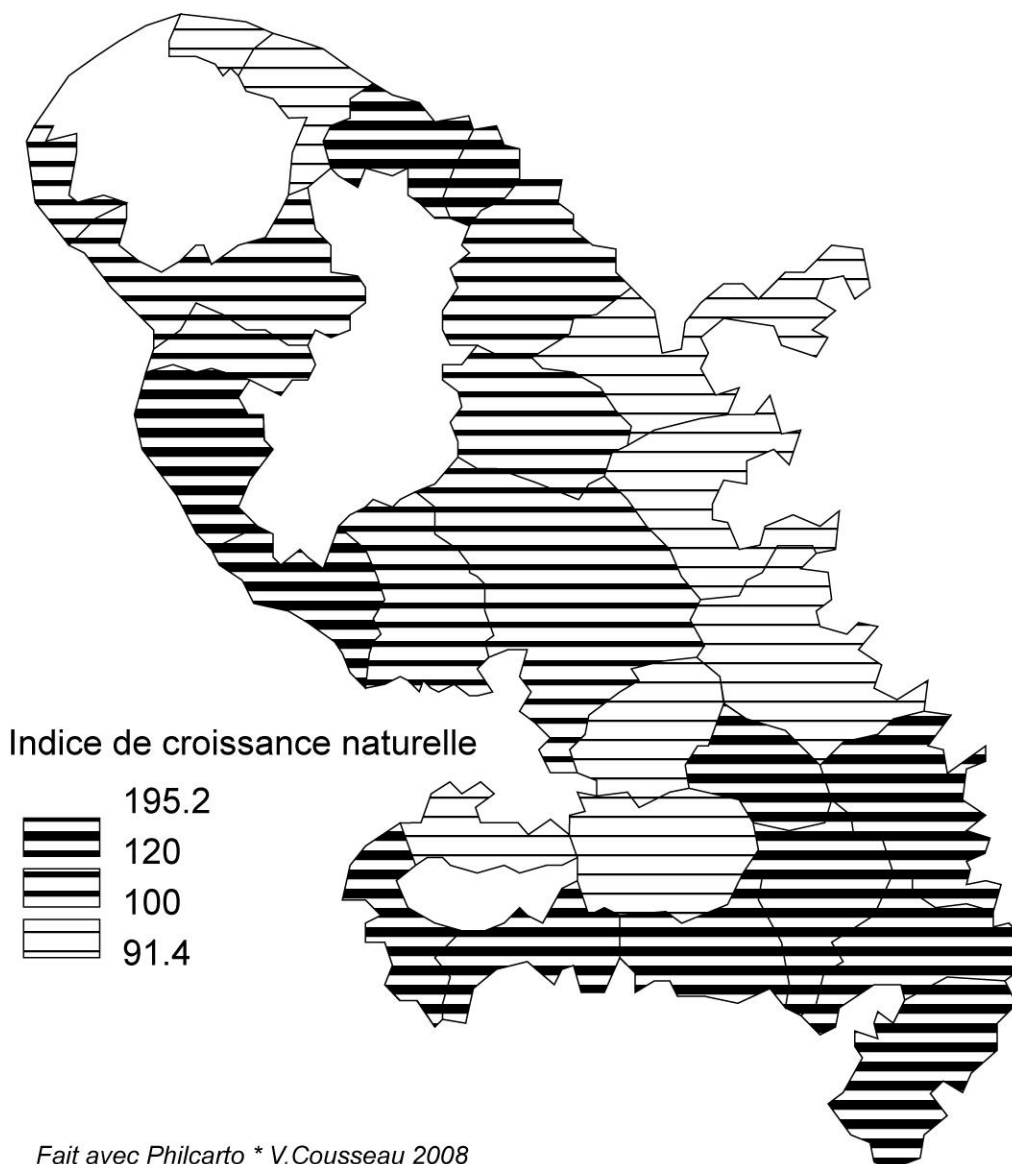 Indice de croissance naturelle
195.2
120
100
91.4
Fait avec Philcarto * V.Cousseau 2008